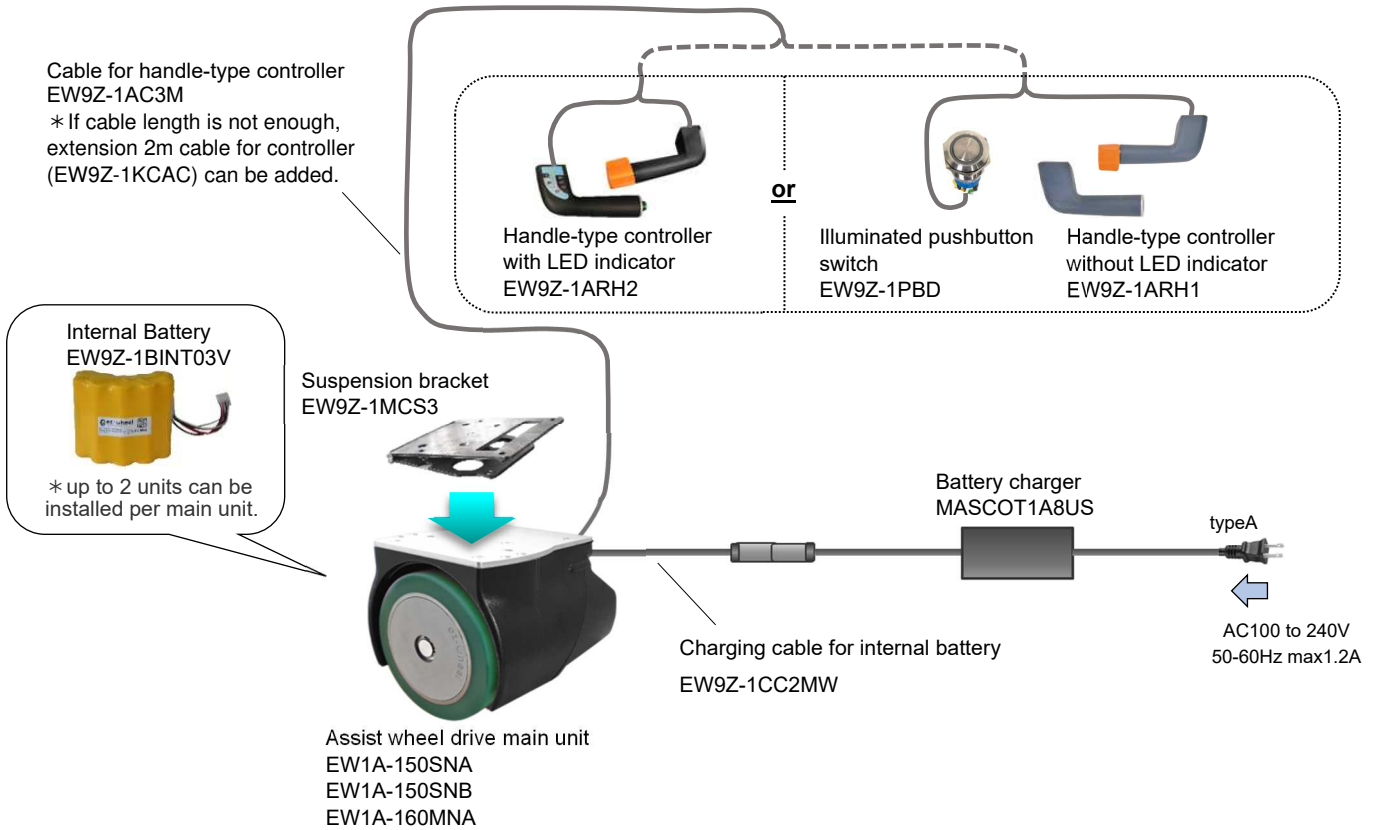 Cable for handle-type controller
EW9Z-1AC3M
＊If cable length is not enough,
extension 2m cable for controller
(EW9Z-1KCAC) can be added.
or
Handle-type controller
with LED indicator
EW9Z-1ARH2
Illuminated pushbutton
switch
EW9Z-1PBD
Handle-type controller
without LED indicator
EW9Z-1ARH1
Internal Battery
EW9Z-1BINT03V
ez wheel
＊up to 2 units can be
installed per main unit.
Suspension bracket
EW9Z-1MCS3
Battery charger
MASCOT1A8US
typeA
AC100 to 240V
50-60Hz max1.2A
Charging cable for internal battery
EW9Z-1CC2MW
Assist wheel drive main unit
EW1A-150SNA
EW1A-150SNB
EW1A-160MNA